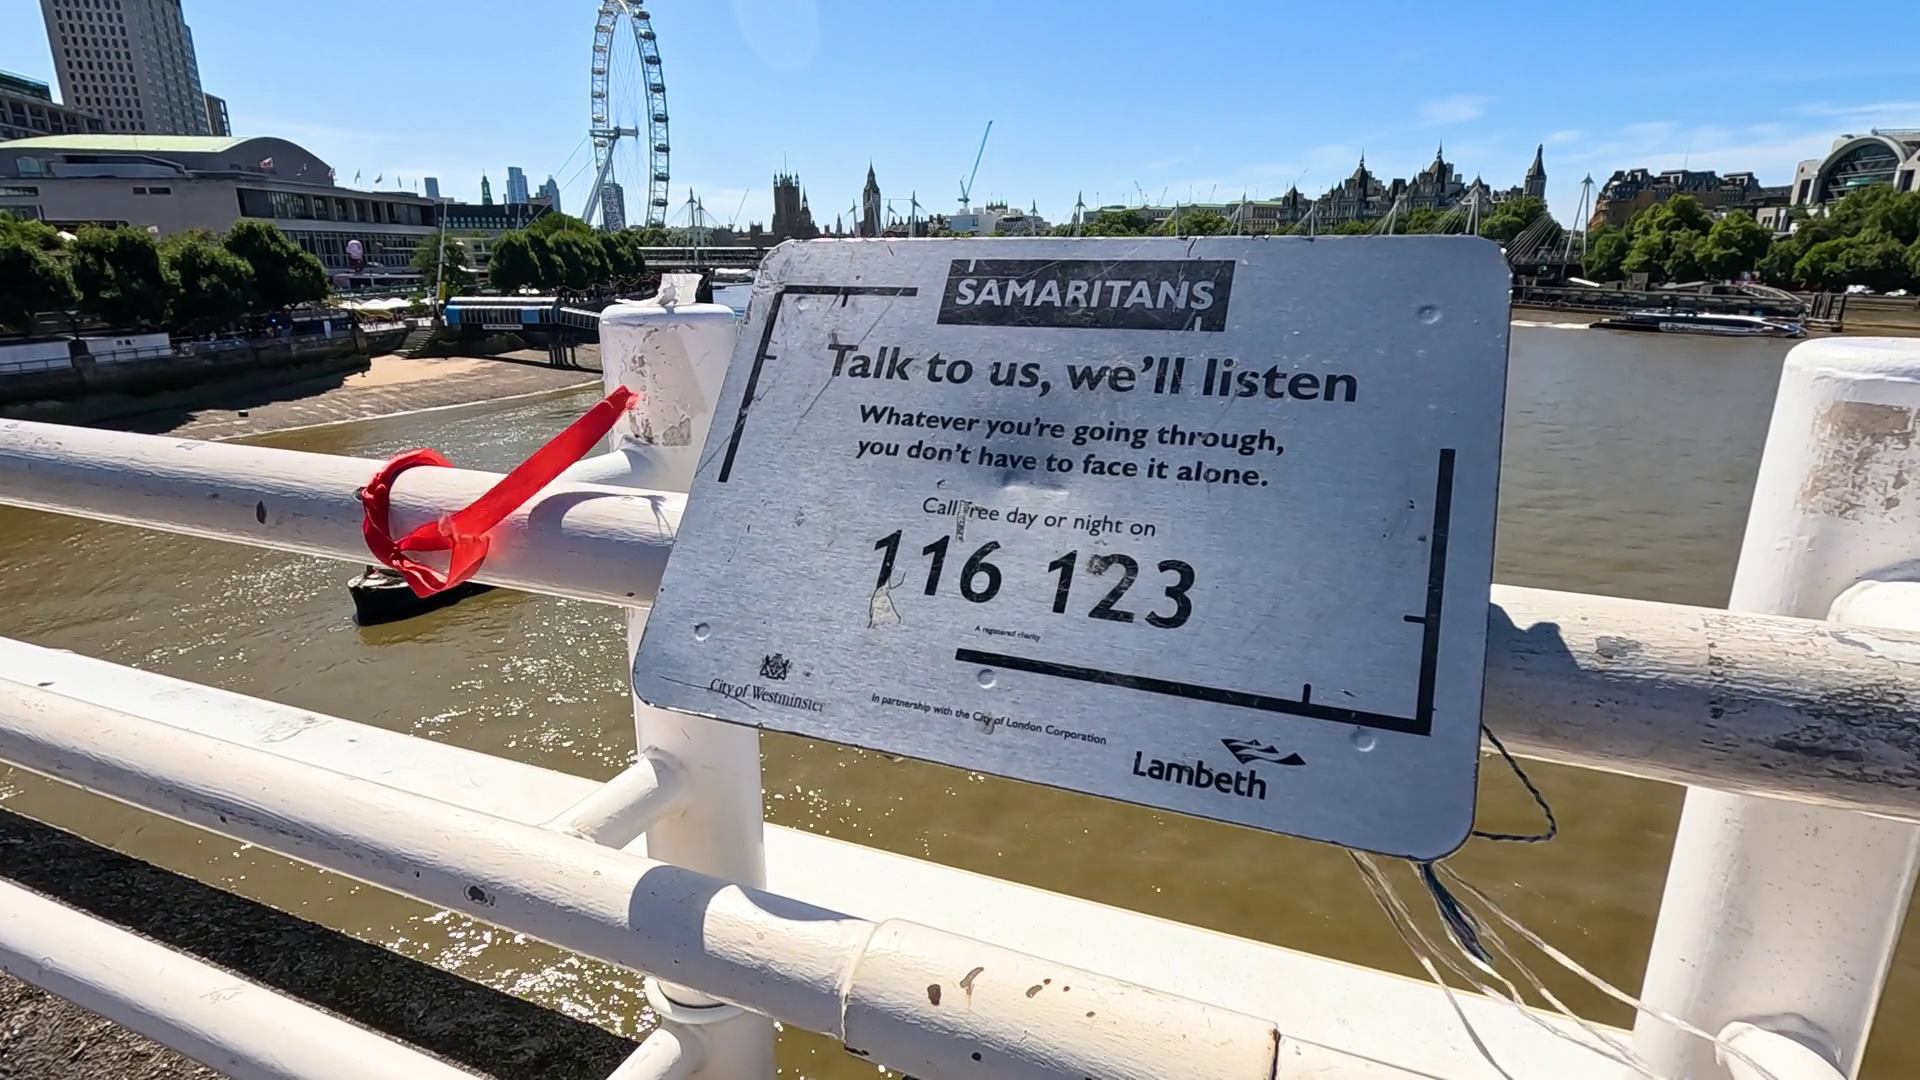 SAMARITANS
Talk to us, we'll listen
Whatever you're going through,
you don't have to face it alone.
Call free day or night on
116 123
A registered charity
City of Westminster
In partnership with the City of London Corporation
Lambeth